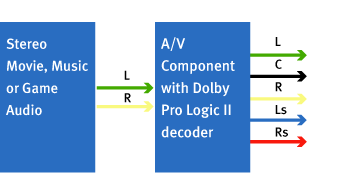 Stereo
Movie, Music
or Game
Audio
L
R
A/V
Component
with Dolby
Pro Logic II
decoder
L
C
R
Ls
Rs